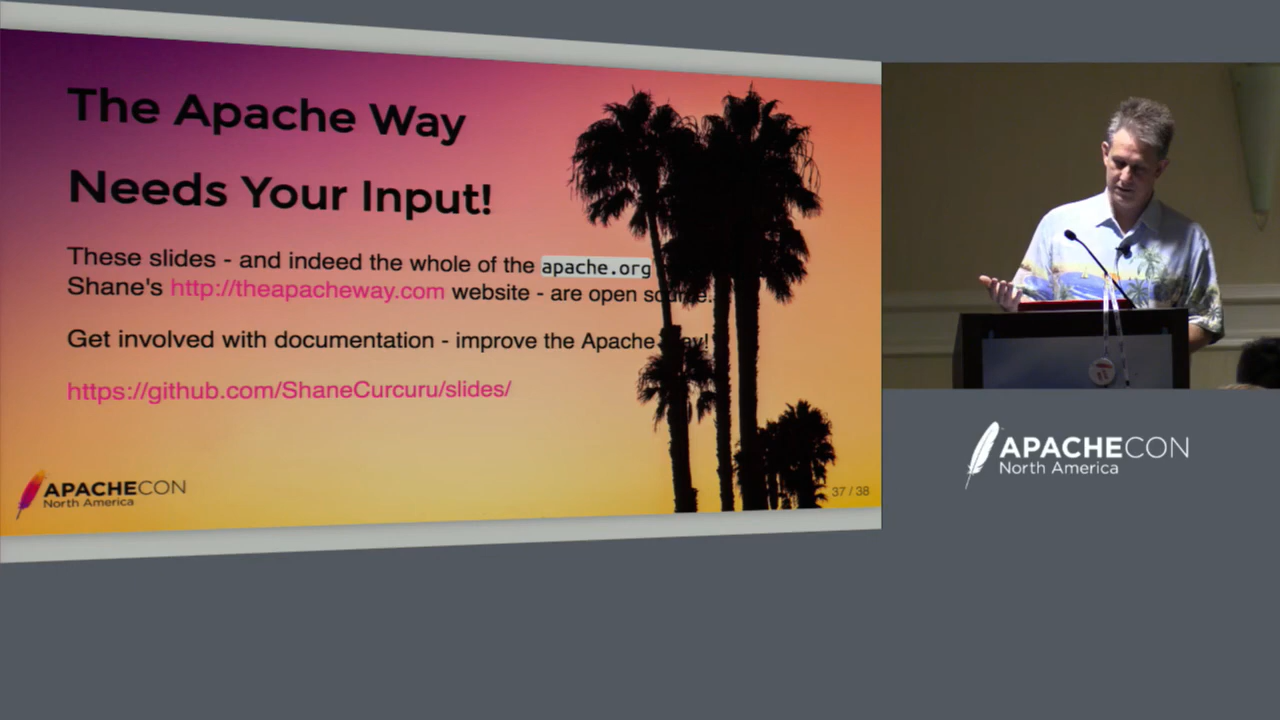 The Apache Way
Needs Your Input!
These slides - and indeed the whole of the apache.org
Shane's http://theapacheway.com website - are open source.
Get involved with documentation - improve the Apache Way!
https://github.com/ShaneCurcuru/slides/
APACHECON
North America
37 / 38
APACHECON
North America